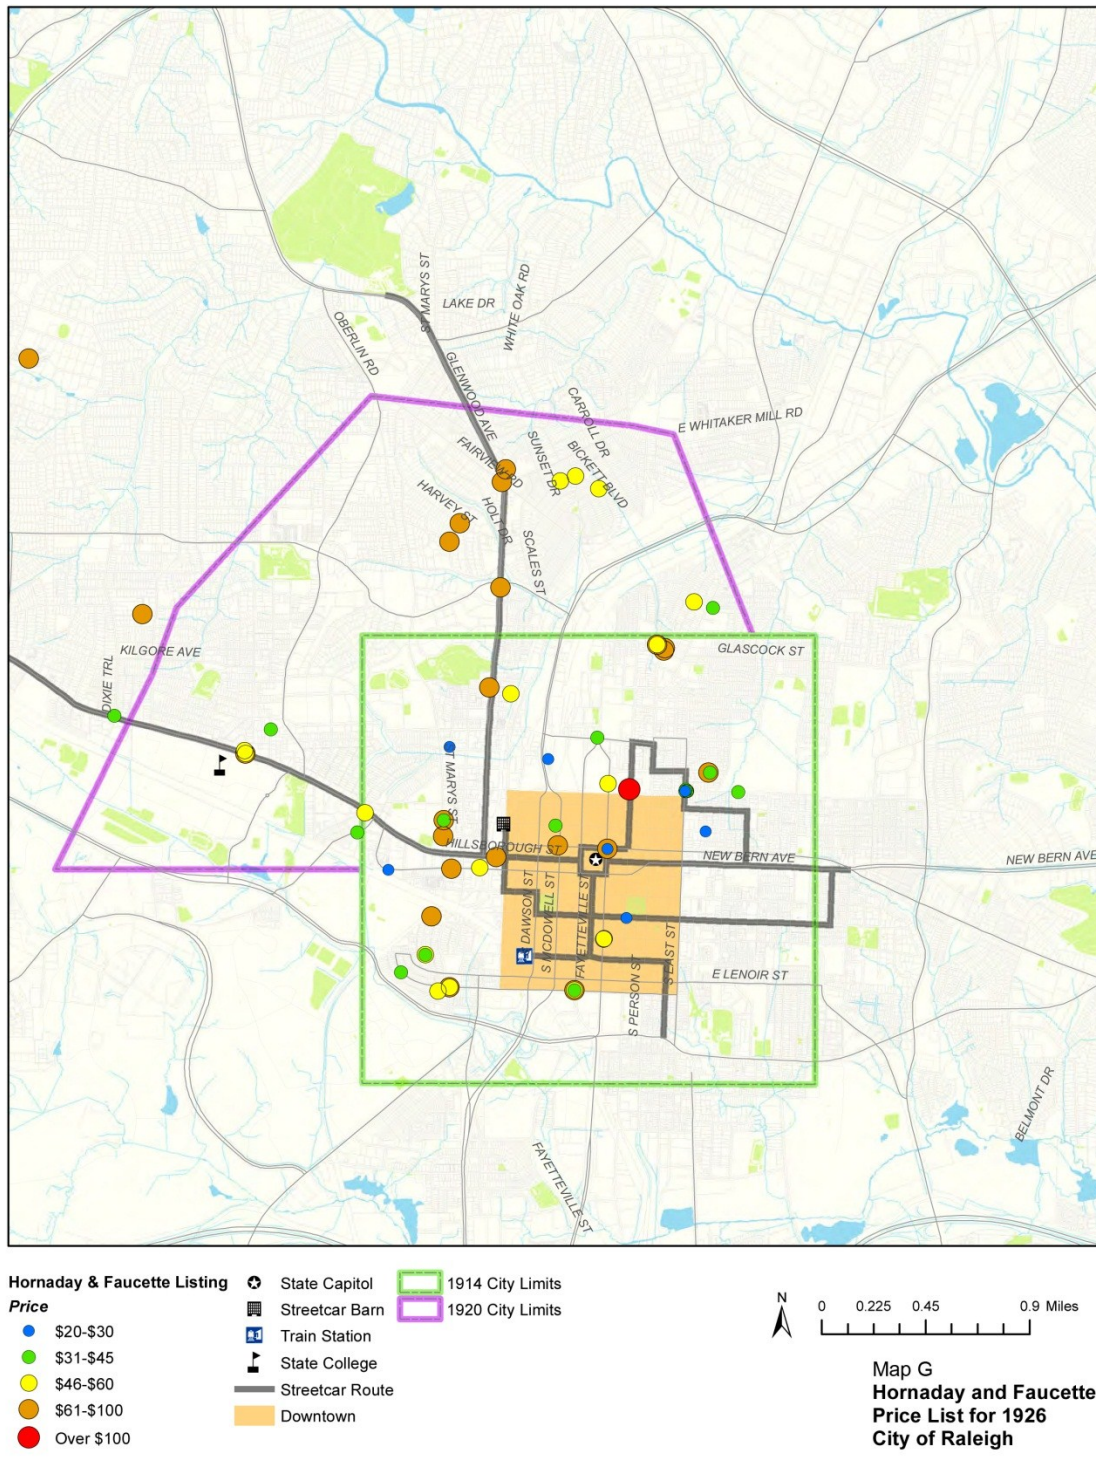 ST MARYS ST
LAKE DR
WHITE OAK RD
OBERLIN RD
GLENWOOD AVE
CARROLL DR
E WHITAKER MILL RD
FAIRVIEW RD
SUNSET DR
BICKETT BLVD
HARVEY ST
HOLT DR
SCALES ST
KILGORE AVE
GLASCOCK ST
DIXIE TRL
T MARYS ST
HILLSBOROUGH ST
NEW BERN AVE
NEW BERN AVE
DAWSON ST
S MCDOWELL ST
FAYETTEVILLE ST
S EAST ST
S PERSON ST
E LENOIR ST
BELMONT DR
FAYETTEVILLE ST
Hornaday & Faucette Listing
Price
$20-$30
$31-$45
$46-$60
$61-$100
Over $100
State Capitol
Streetcar Barn
Train Station
State College
Streetcar Route
Downtown
1914 City Limits
1920 City Limits
N
0 0.225 0.45 0.9 Miles
Map G
Hornaday and Faucette
Price List for 1926
City of Raleigh